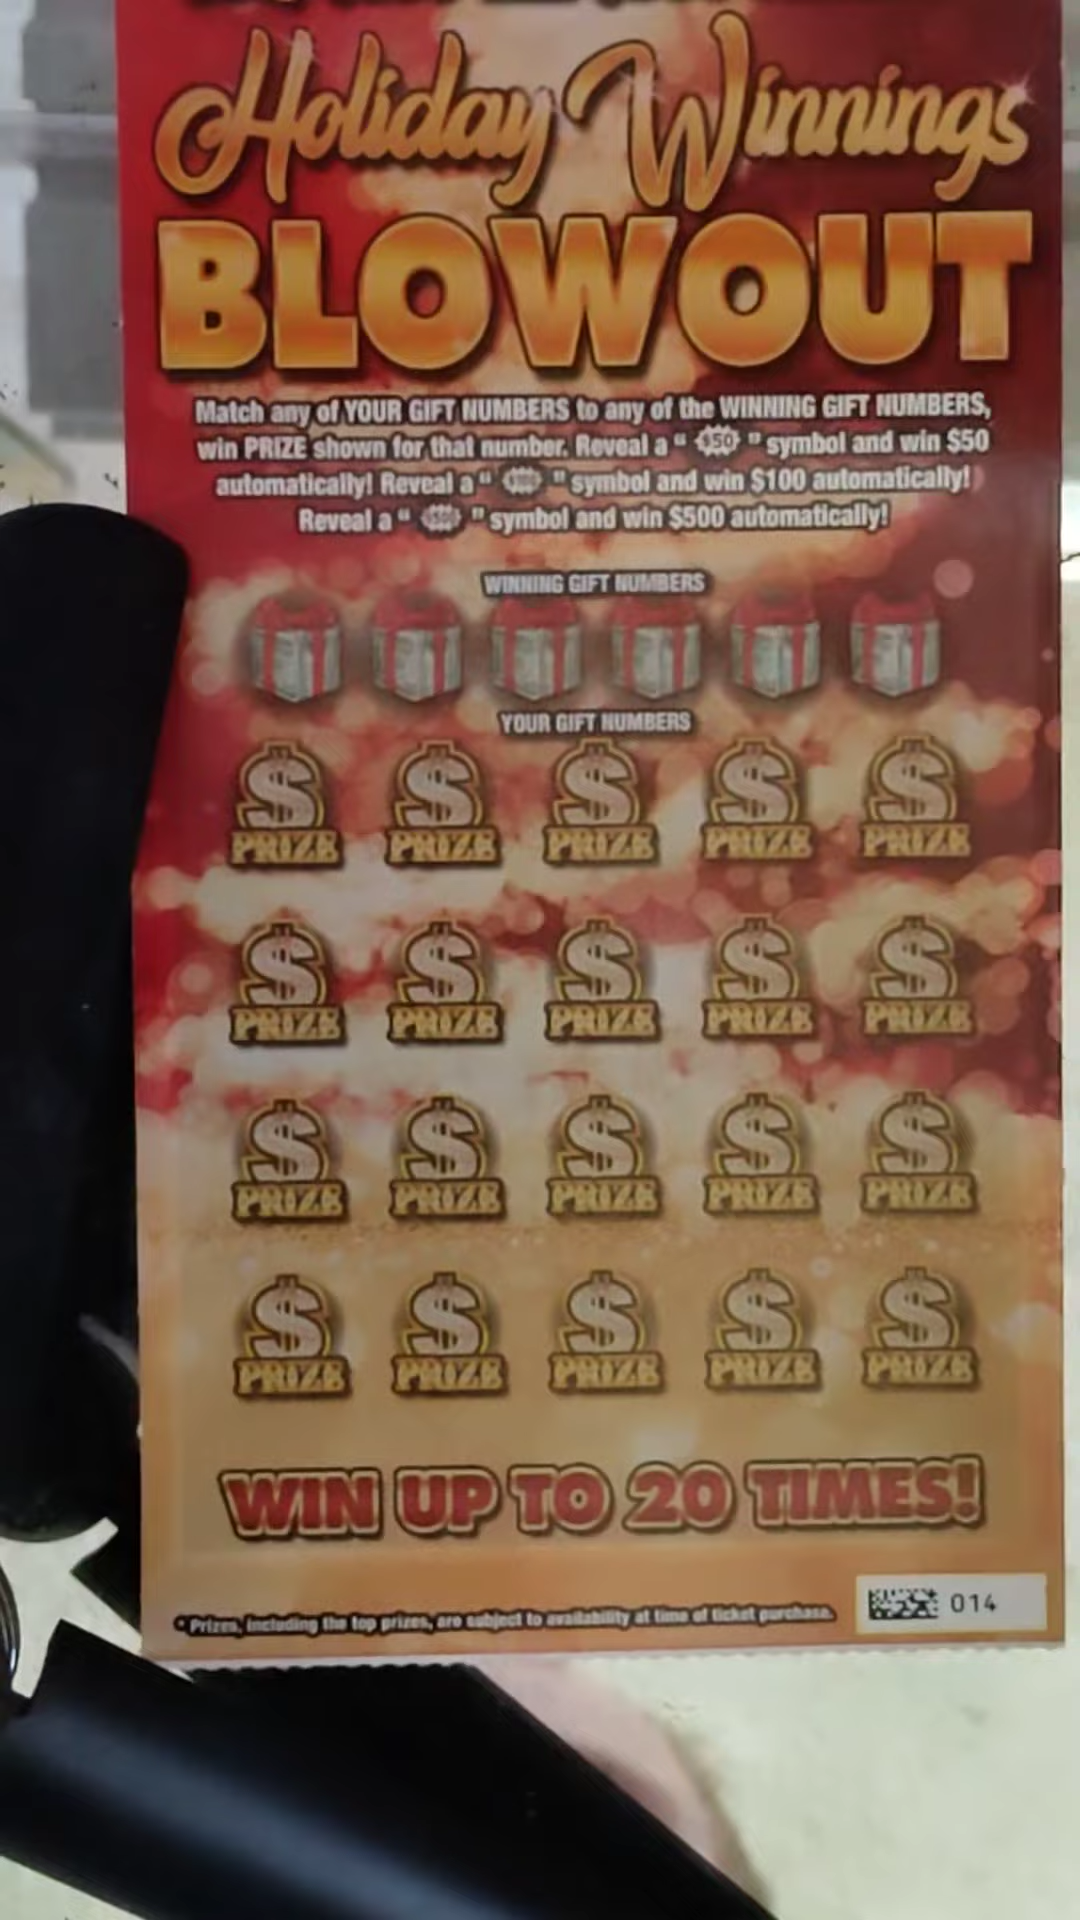 Holiday Winnings
BLOWOUT
Match any of YOUR GIFT NUMBERS to any of the WINNING GIFT NUMBERS,
win PRIZE shown for that number. Reveal a " $50 " symbol and win $50
automatically! Reveal a " " symbol and win $100 automatically!
Reveal a " " symbol and win $500 automatically!
WINNING GIFT NUMBERS
YOUR GIFT NUMBERS
$ $ $ $ $
PRIZE PRIZE PRIZE PRIZE PRIZE
$ $ $ $ $
PRIZE PRIZE PRIZE PRIZE PRIZE
$ $ $ $ $
PRIZE PRIZE PRIZE PRIZE PRIZE
$ $ $ $ $
PRIZE PRIZE PRIZE PRIZE PRIZE
WIN UP TO 20 TIMES!
* Prizes, including the top prizes, are subject to availability at time of ticket purchase.
014